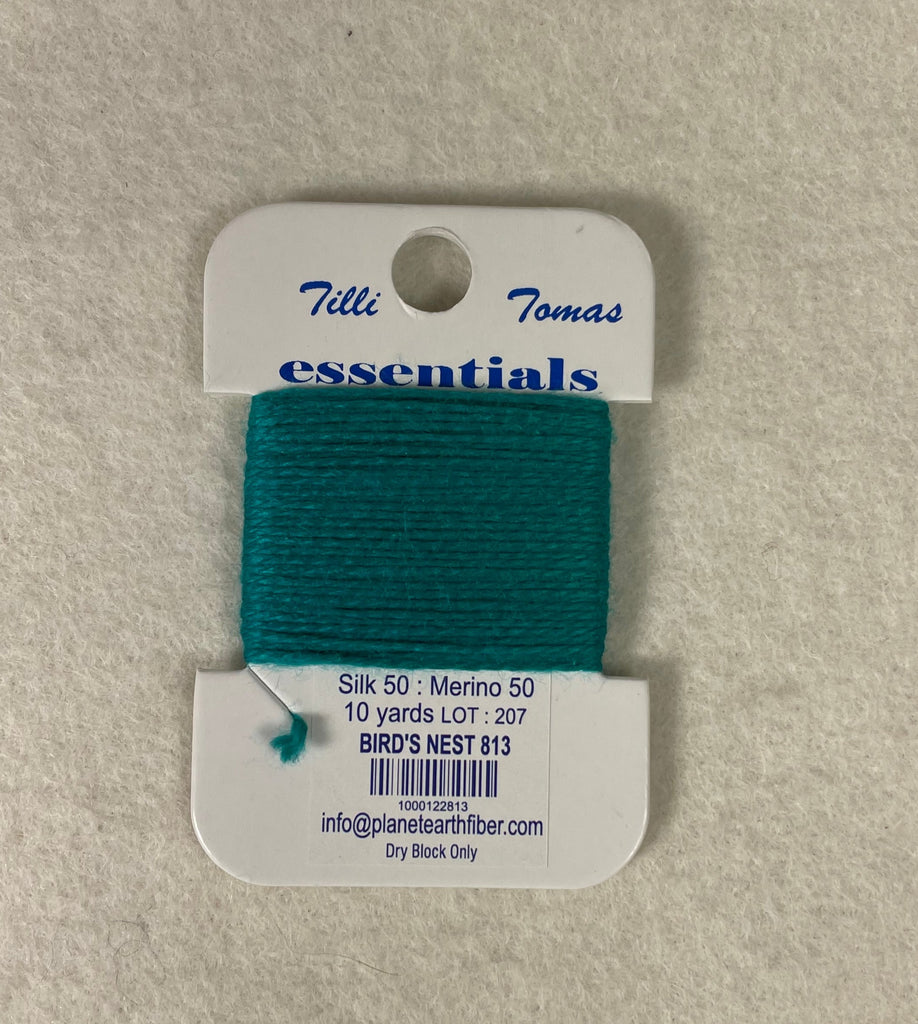 Tilli Tomas
essentials
Silk 50 : Merino 50
10 yards LOT : 207
BIRD'S NEST 813
1000122813
info@planetearthfiber.com
Dry Block Only